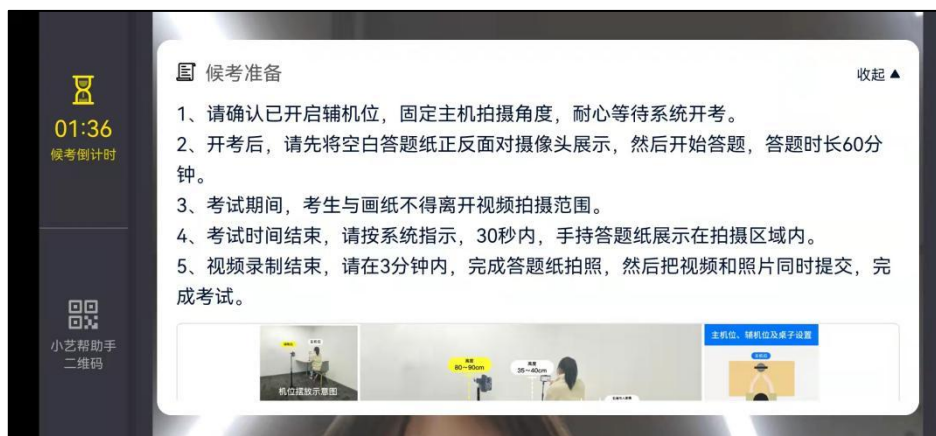 候考准备
收起▲
01:36
候考倒计时
1、请确认已开启辅机位，固定主机拍摄角度，耐心等待系统开考。
2、开考后，请先将空白答题纸正反面对摄像头展示，然后开始答题，答题时长60分
钟。
3、考试期间，考生与画纸不得离开视频拍摄范围。
4、考试时间结束，请按系统指示，30秒内，手持答题纸展示在拍摄区域内。
5、视频录制结束，请在3分钟内，完成答题纸拍照，然后把视频和照片同时提交，完
成考试。
小艺帮助手
二维码
机位摆放示意图
高度
80~90cm
高度
35~40cm
主机位、辅机位及桌子设置